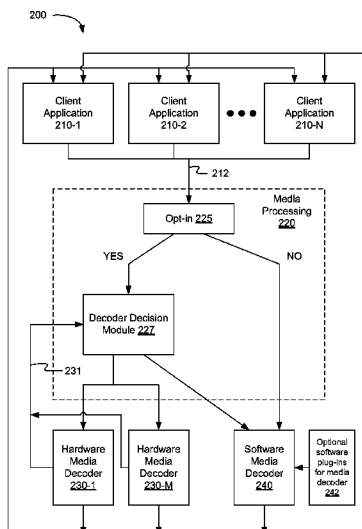 200
Client
Application
210-1
Client
Application
210-2
Client
Application
210-N
212
Media
Processing
220
Opt-in 225
YES
NO
Decoder Decision
Module 227
231
Hardware
Media
Decoder
230-1
Hardware
Media
Decoder
230-M
Software
Media
Decoder
240
Optional
software
plug-ins for
media
decoder
242